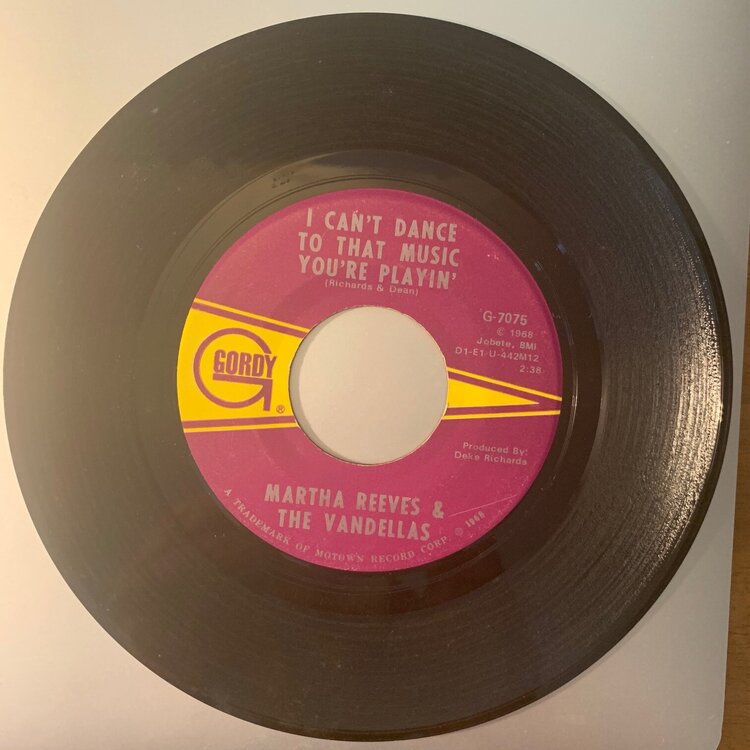 I CAN'T DANCE
TO THAT MUSIC
YOU'RE PLAYIN'
(Richards & Dean)
G-7075
© 1968
Jobete, BMI
D1-E1-U-442M12
2:38
GORDY
G
®
Produced By:
Deke Richards
MARTHA REEVES &
THE VANDELLAS
A TRADEMARK OF MOTOWN RECORD CORP. © 1968